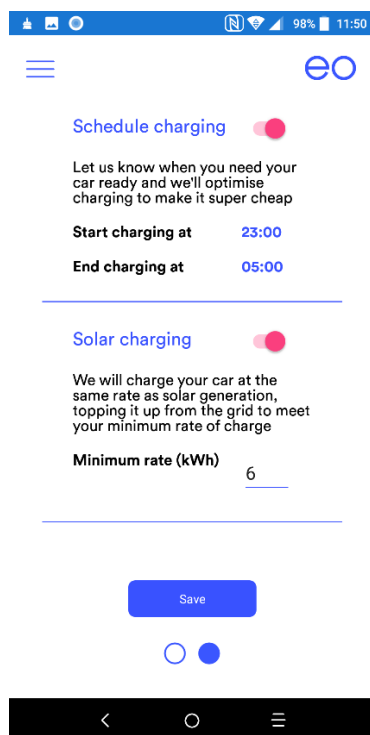 98% 11:50
eo
Schedule charging
Let us know when you need your
car ready and we'll optimise
charging to make it super cheap
Start charging at 23:00
End charging at 05:00
Solar charging
We will charge your car at the
same rate as solar generation,
topping it up from the grid to meet
your minimum rate of charge
Minimum rate (kWh)
6
Save